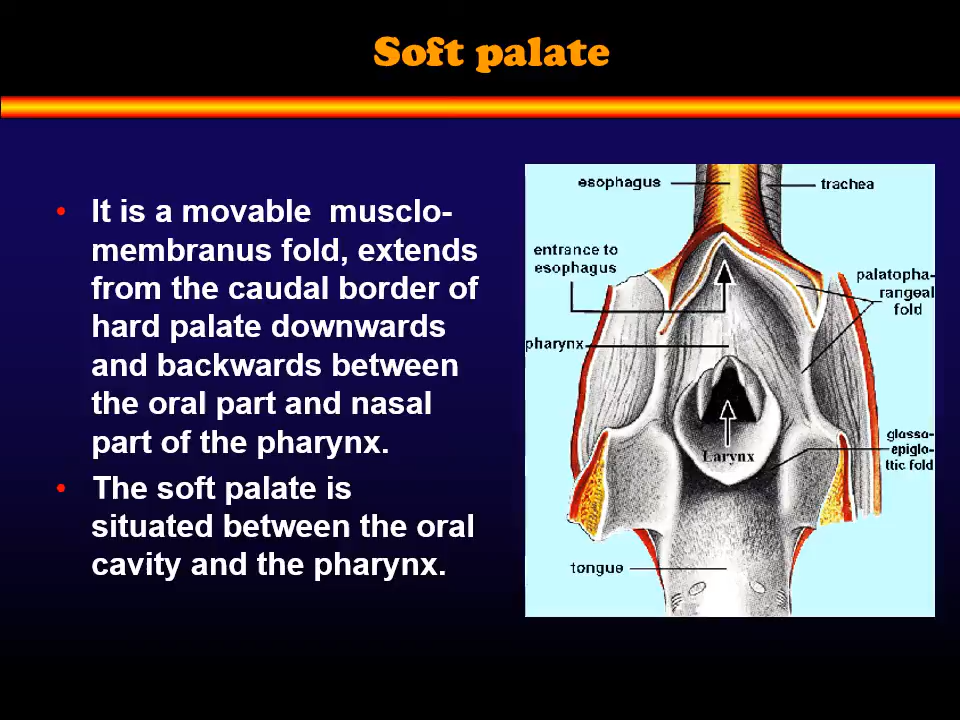 Soft palate
• It is a movable musclo-
membranus fold, extends
from the caudal border of
hard palate downwards
and backwards between
the oral part and nasal
part of the pharynx.
• The soft palate is
situated between the oral
cavity and the pharynx.
esophagus
trachea
entrance to
esophagus
palatopha-
rangeal
fold
pharynx
glosso-
epiglo-
ttic fold
Larynx
tongue